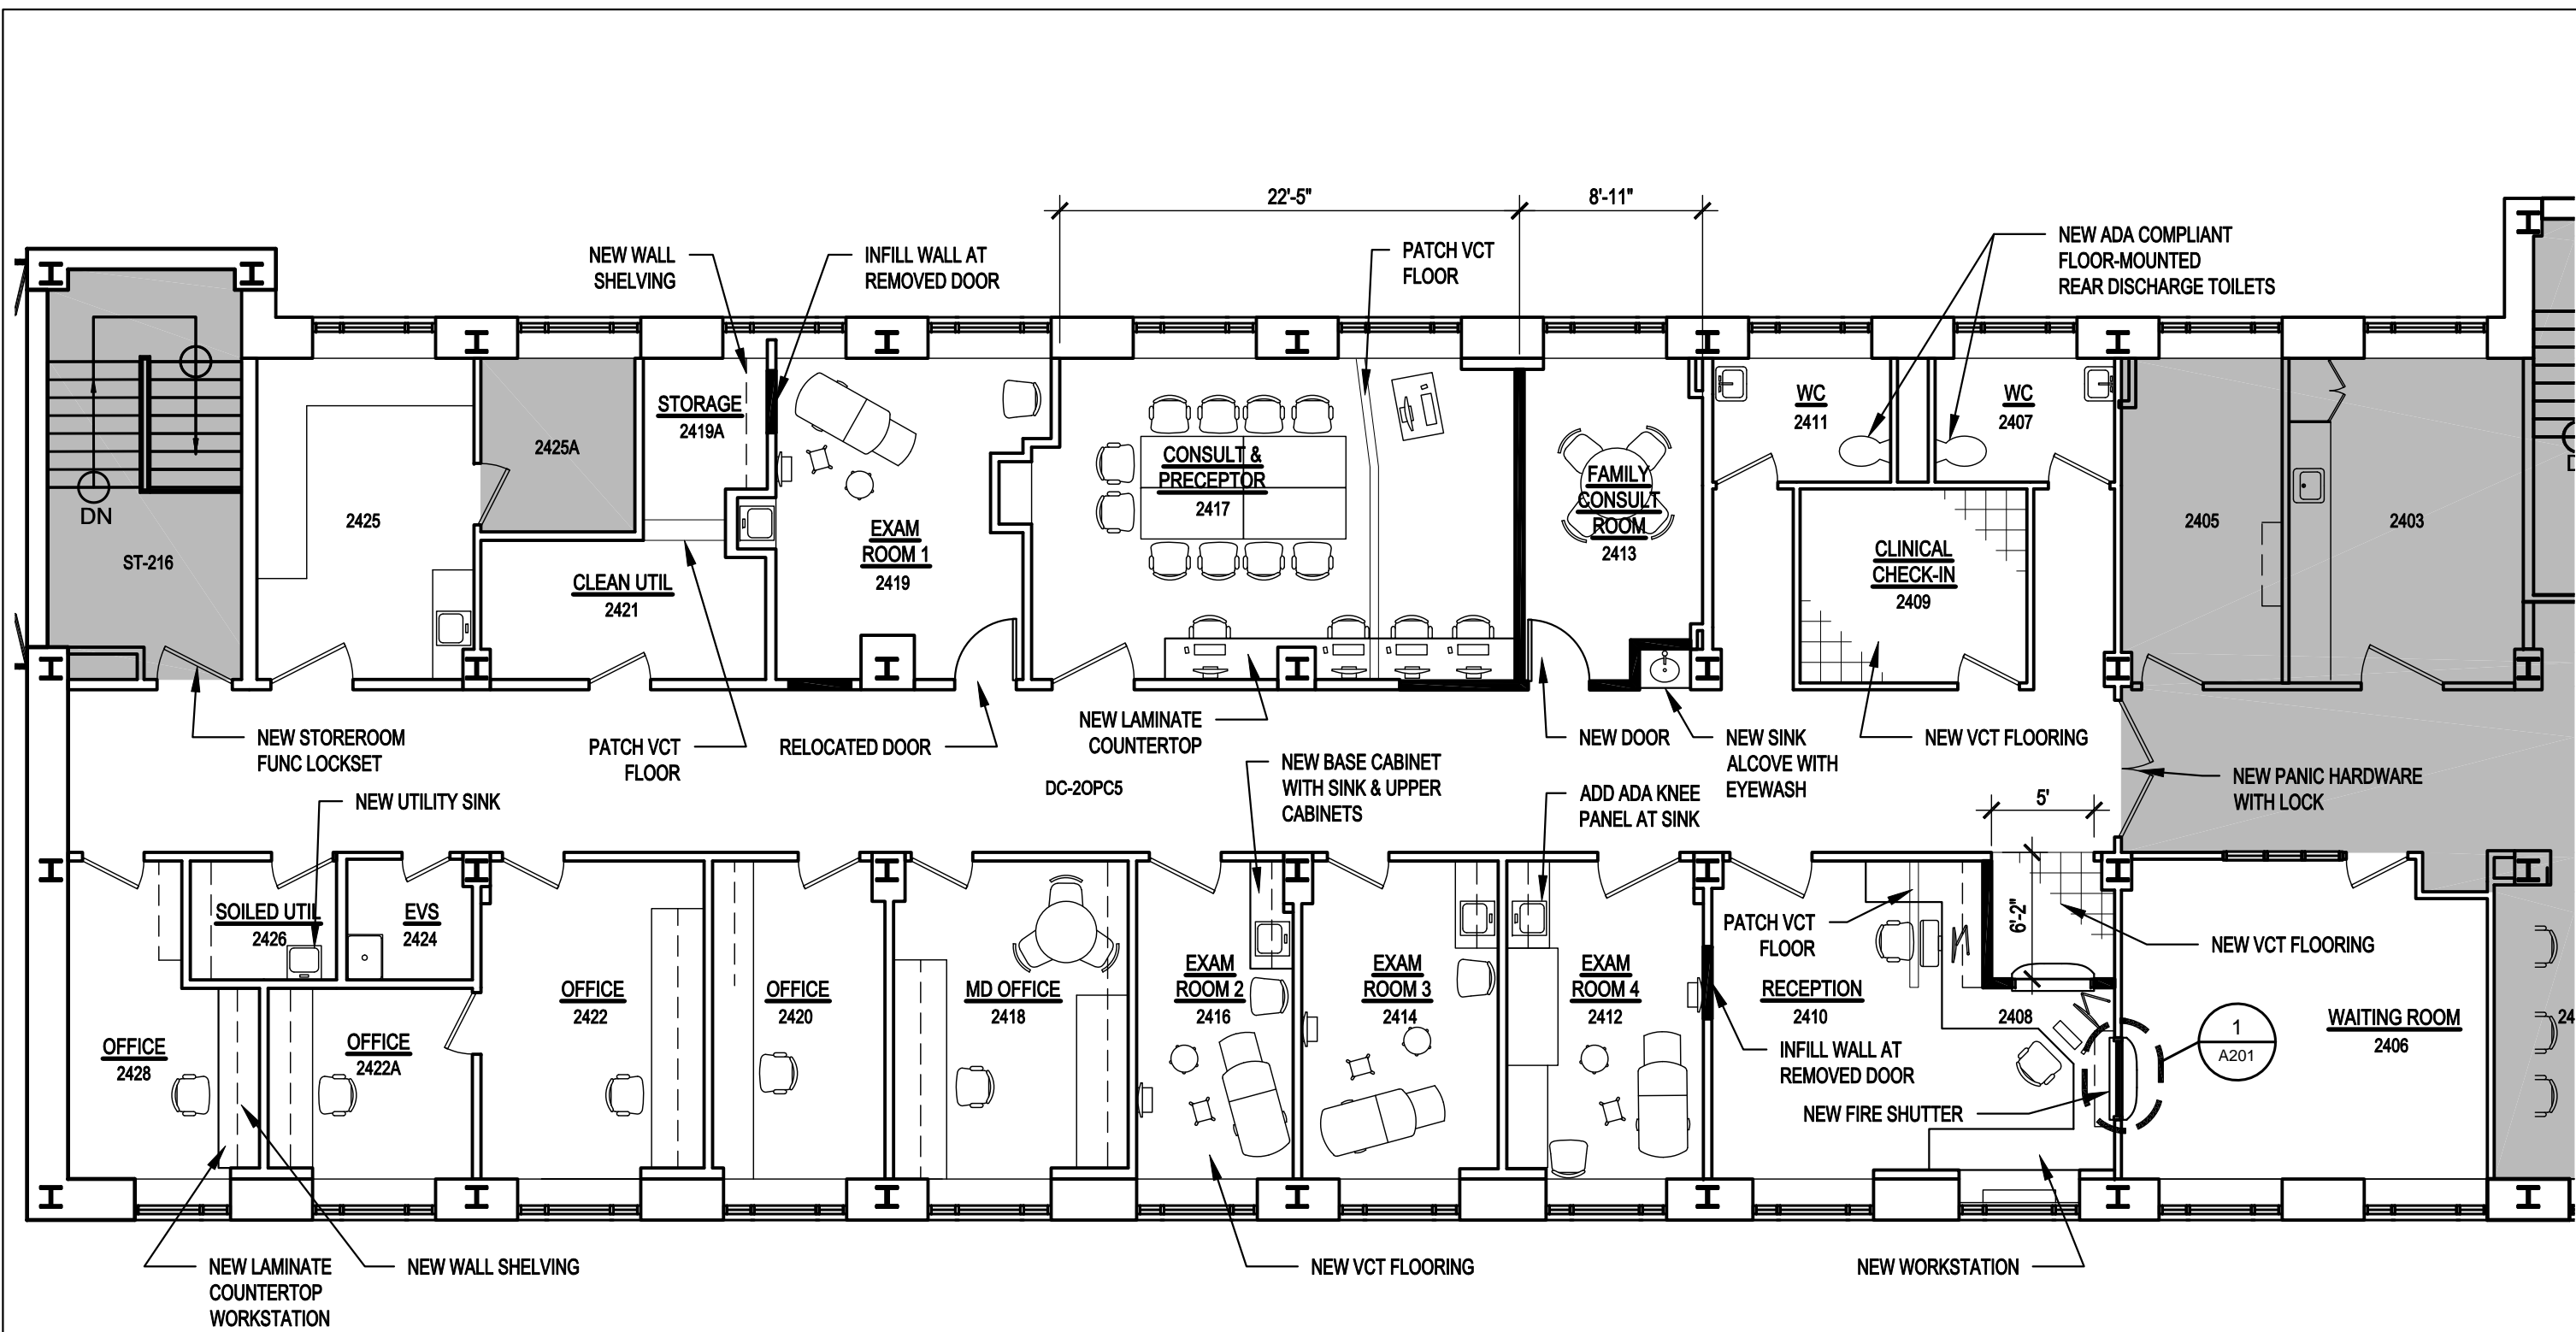 22'-5"
8'-11"
NEW WALL
SHELVING
INFILL WALL AT
REMOVED DOOR
PATCH VCT
FLOOR
NEW ADA COMPLIANT
FLOOR-MOUNTED
REAR DISCHARGE TOILETS
DN
ST-216
2425
2425A
STORAGE
2419A
CLEAN UTIL
2421
EXAM
ROOM 1
2419
CONSULT &
PRECEPTOR
2417
FAMILY
CONSULT
ROOM
2413
WC
2411
WC
2407
CLINICAL
CHECK-IN
2409
2405
2403
D
NEW STOREROOM
FUNC LOCKSET
PATCH VCT
FLOOR
RELOCATED DOOR
NEW LAMINATE
COUNTERTOP
NEW DOOR
NEW SINK
ALCOVE WITH
EYEWASH
NEW VCT FLOORING
NEW PANIC HARDWARE
WITH LOCK
NEW UTILITY SINK
DC-2OPC5
NEW BASE CABINET
WITH SINK & UPPER
CABINETS
ADD ADA KNEE
PANEL AT SINK
5'
6'-2"
SOILED UTIL
2426
EVS
2424
OFFICE
2428
OFFICE
2422A
OFFICE
2422
OFFICE
2420
MD OFFICE
2418
EXAM
ROOM 2
2416
EXAM
ROOM 3
2414
EXAM
ROOM 4
2412
PATCH VCT
FLOOR
RECEPTION
2410
2408
NEW VCT FLOORING
INFILL WALL AT
REMOVED DOOR
NEW FIRE SHUTTER
1
A201
WAITING ROOM
2406
24
NEW LAMINATE
COUNTERTOP
WORKSTATION
NEW WALL SHELVING
NEW VCT FLOORING
NEW WORKSTATION